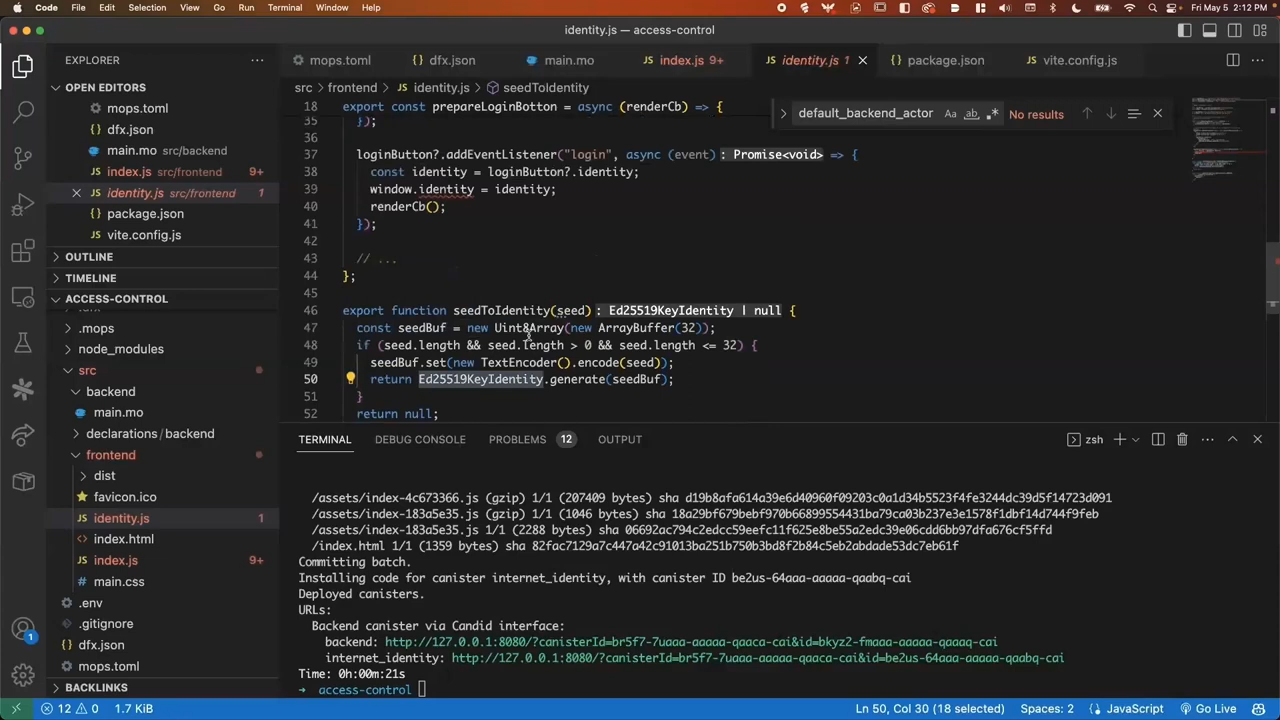 Code File Edit Selection View Go Run Terminal Window Help Fri May 5 2:12 PM
identity.js — access-control
EXPLORER
mops.toml dfx.json main.mo index.js 9+ identity.js 1 package.json vite.config.js
OPEN EDITORS
mops.toml
dfx.json
main.mo src/backend
index.js src/frontend 9+
identity.js src/frontend 1
package.json
vite.config.js
OUTLINE
TIMELINE
ACCESS-CONTROL
.mops
node_modules
src
backend
main.mo
declarations/backend
frontend
dist
favicon.ico
identity.js 1
index.html
index.js 9+
main.css
.env
.gitignore
dfx.json
mops.toml
BACKLINKS
src > frontend > identity.js > seedToIdentity
default_backend_actor Aa ab .* No results
18 export const prepareLoginBotton = async (renderCb) => {
35 });
36
37 loginButton?.addEventListener("login", async (event) : Promise<void> => {
38 const identity = loginButton?.identity;
39 window.identity = identity;
40 renderCb();
41 });
42
43 // ...
44 };
45
46 export function seedToIdentity(seed) : Ed25519KeyIdentity | null {
47 const seedBuf = new Uint8Array(new ArrayBuffer(32));
48 if (seed.length && seed.length > 0 && seed.length <= 32) {
49 seedBuf.set(new TextEncoder().encode(seed));
50 return Ed25519KeyIdentity.generate(seedBuf);
51 }
52 return null;
TERMINAL DEBUG CONSOLE PROBLEMS 12 OUTPUT zsh
/assets/index-4c673366.js (gzip) 1/1 (207409 bytes) sha d19b8afa614a39e6d40960f09203c0a1d34b5523f4fe3244dc39d5f14723d091
/assets/index-183a5e35.js (gzip) 1/1 (1046 bytes) sha 18a29bf679bebf970b66899554431ba79ca03b237e3e1578f1dbf14d744f9feb
/assets/index-183a5e35.js 1/1 (2288 bytes) sha 06692ac794c2edcc59eefc11f625e8be55a2edc39e06cdd6bb97dfa676cf5ffd
/index.html 1/1 (1359 bytes) sha 82fac7129a7c447a42c91013ba251b750b3bd8f2b84c5eb2abdade53dc7eb61f
Committing batch.
Installing code for canister internet_identity, with canister ID be2us-64aaa-aaaaa-qaabq-cai
Deployed canisters.
URLs:
Backend canister via Candid interface:
backend: http://127.0.0.1:8080/?canisterId=br5f7-7uaaa-aaaaa-qaaca-cai&id=bkyz2-fmaaa-aaaaa-qaaaq-cai
internet_identity: http://127.0.0.1:8080/?canisterId=br5f7-7uaaa-aaaaa-qaaca-cai&id=be2us-64aaa-aaaaa-qaabq-cai
Time: 0h:00m:21s
➜ access-control
1
12 0 1.7 KiB Ln 50, Col 30 (18 selected) Spaces: 2 {} JavaScript Go Live